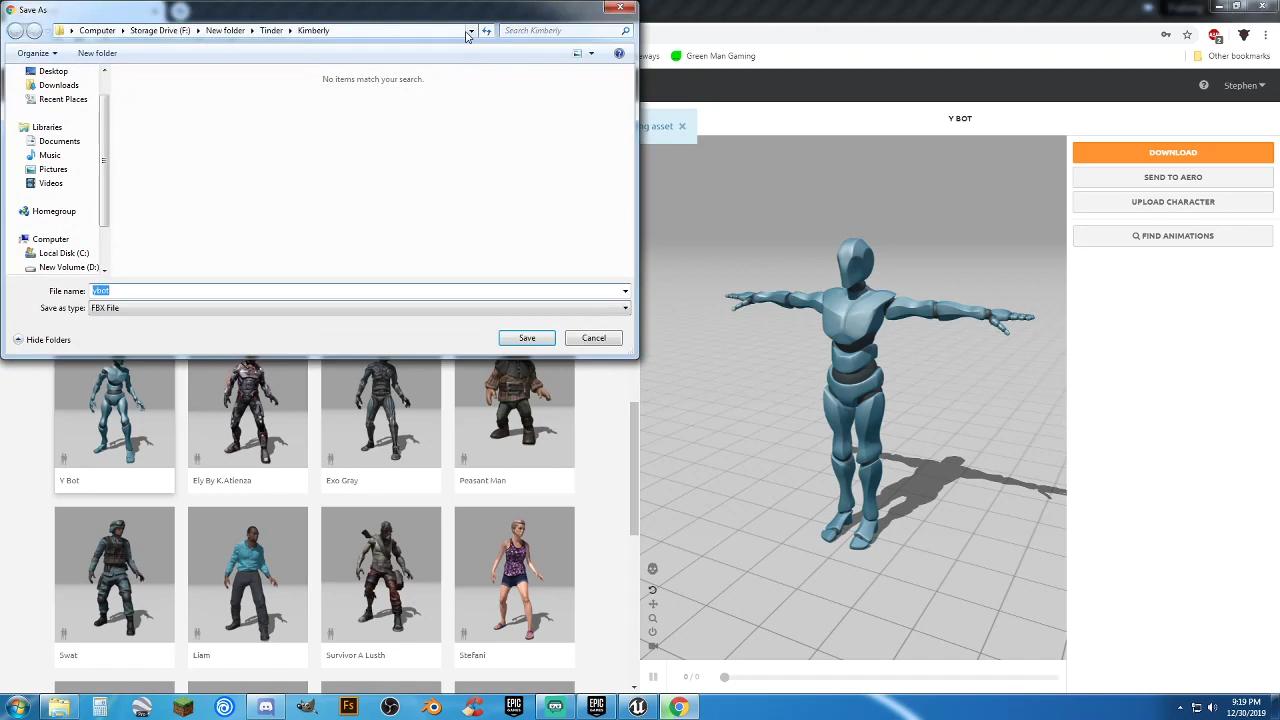 Save As
Computer Storage Drive (F:) New folder Tinder Kimberly
Search Kimberly
Organize
New folder
Desktop
Downloads
Recent Places
Libraries
Documents
Music
Pictures
Videos
Homegroup
Computer
Local Disk (C:)
New Volume (D:)
No items match your search.
File name: ybot
Save as type: FBX File
Hide Folders
Save
Cancel
Green Man Gaming
Other bookmarks
Stephen
ng asset
Y BOT
DOWNLOAD
SEND TO AERO
UPLOAD CHARACTER
FIND ANIMATIONS
Y Bot
Ely By K.Atienza
Exo Gray
Peasant Man
Swat
Liam
Survivor A Lusth
Stefani
0 / 0
9:19 PM
12/30/2019